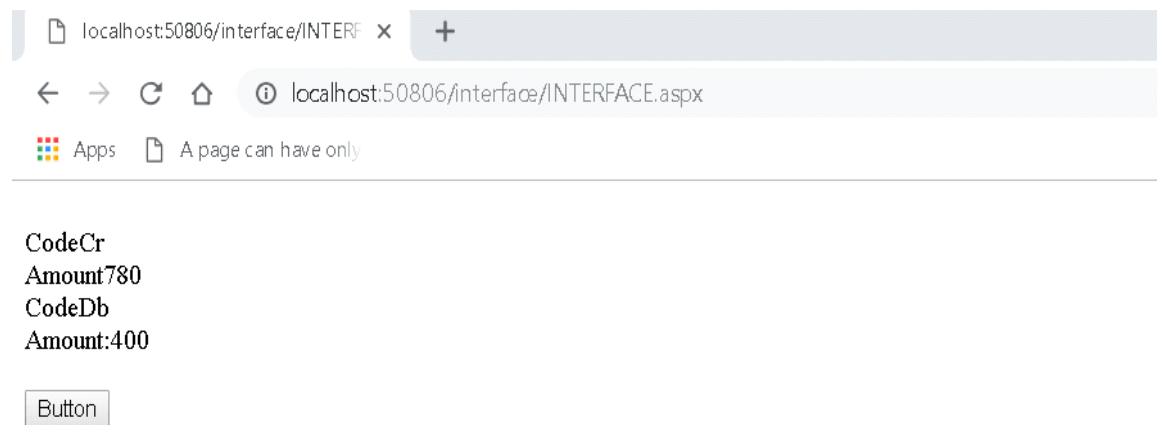 localhost:50806/interface/INTERF
localhost:50806/interface/INTERFACE.aspx
Apps A page can have only
CodeCr
Amount780
CodeDb
Amount:400
Button